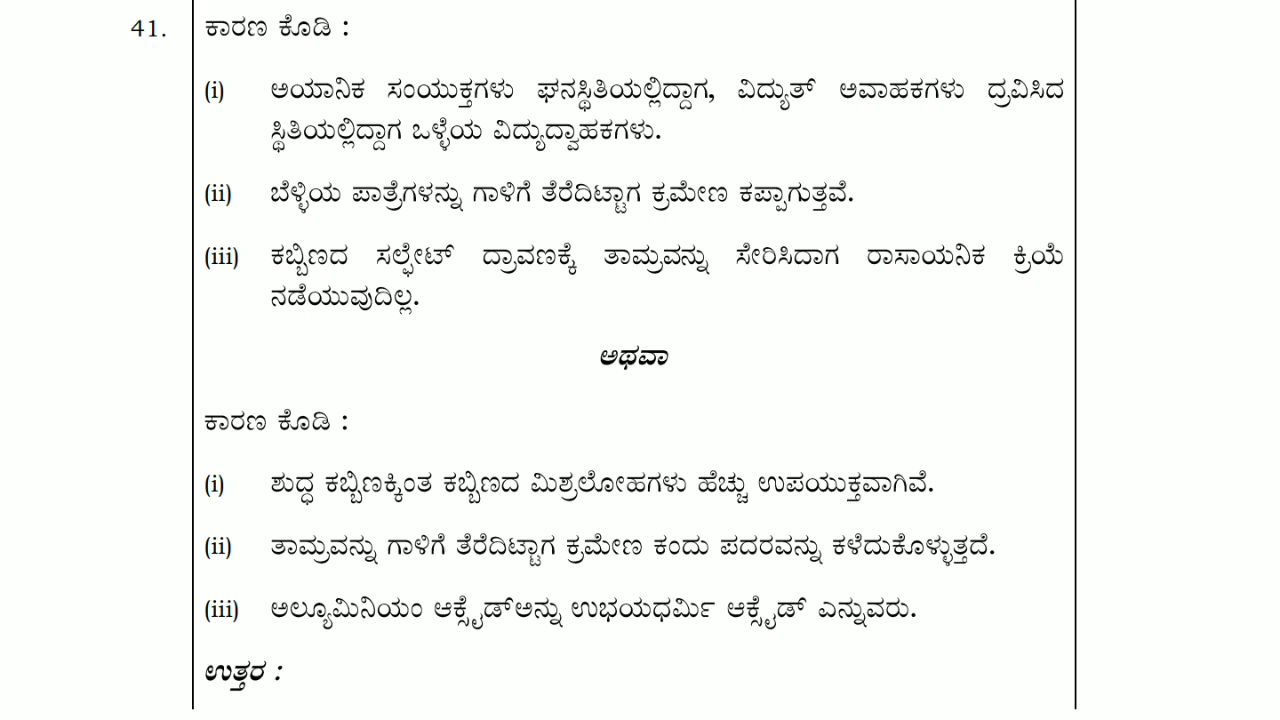 41. ಕಾರಣ ಕೊಡಿ :
(i) ಅಯಾನಿಕ ಸಂಯುಕ್ತಗಳು ಘನಸ್ಥಿತಿಯಲ್ಲಿದ್ದಾಗ, ವಿದ್ಯುತ್ ಅವಾಹಕಗಳು ದ್ರವಿಸಿದ
ಸ್ಥಿತಿಯಲ್ಲಿದ್ದಾಗ ಒಳ್ಳೆಯ ವಿದ್ಯುದ್ವಾಹಕಗಳು.
(ii) ಬೆಳ್ಳಿಯ ಪಾತ್ರೆಗಳನ್ನು ಗಾಳಿಗೆ ತೆರೆದಿಟ್ಟಾಗ ಕ್ರಮೇಣ ಕಪ್ಪಾಗುತ್ತವೆ.
(iii) ಕಬ್ಬಿಣದ ಸಲ್ಫೇಟ್ ದ್ರಾವಣಕ್ಕೆ ತಾಮ್ರವನ್ನು ಸೇರಿಸಿದಾಗ ರಾಸಾಯನಿಕ ಕ್ರಿಯೆ
ನಡೆಯುವುದಿಲ್ಲ.
ಅಥವಾ
ಕಾರಣ ಕೊಡಿ :
(i) ಶುದ್ಧ ಕಬ್ಬಿಣಕ್ಕಿಂತ ಕಬ್ಬಿಣದ ಮಿಶ್ರಲೋಹಗಳು ಹೆಚ್ಚು ಉಪಯುಕ್ತವಾಗಿವೆ.
(ii) ತಾಮ್ರವನ್ನು ಗಾಳಿಗೆ ತೆರೆದಿಟ್ಟಾಗ ಕ್ರಮೇಣ ಕಂದು ಪದರವನ್ನು ಕಳೆದುಕೊಳ್ಳುತ್ತದೆ.
(iii) ಅಲ್ಯೂಮಿನಿಯಂ ಆಕ್ಸೈಡ್‌ಅನ್ನು ಉಭಯಧರ್ಮಿ ಆಕ್ಸೈಡ್ ಎನ್ನುವರು.
ಉತ್ತರ :